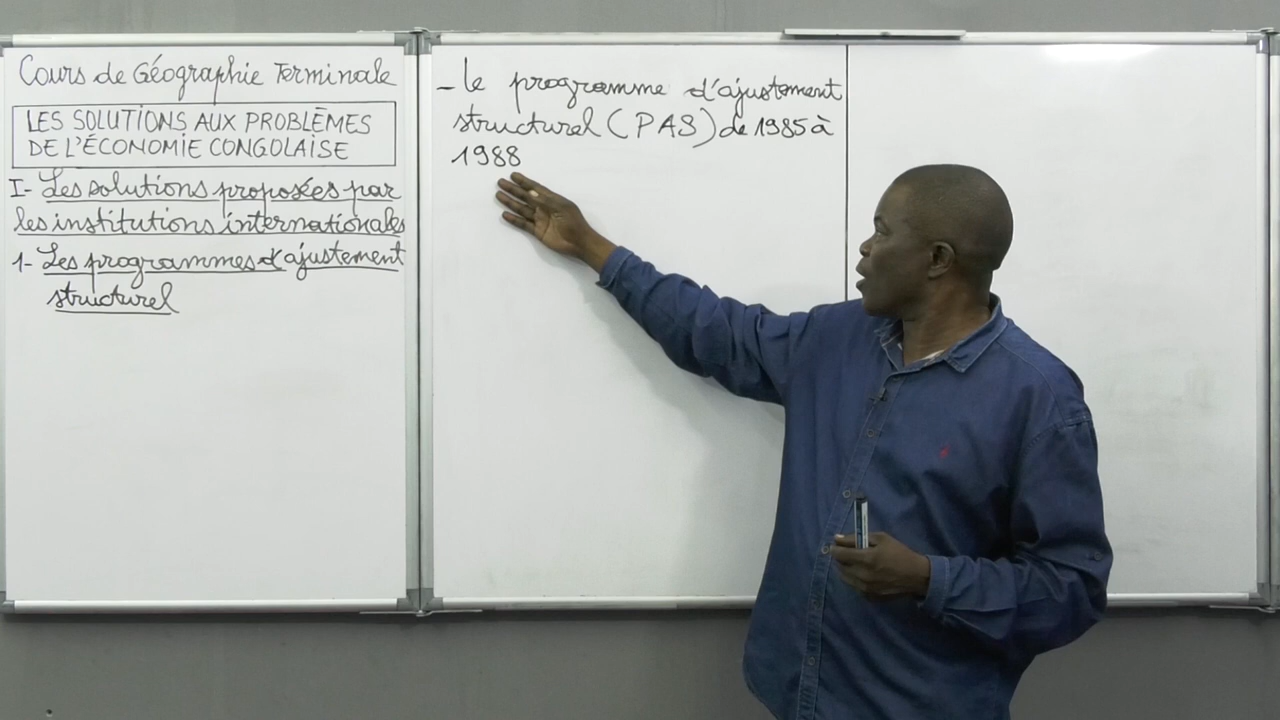 Cours de Géographie Terminale
LES SOLUTIONS AUX PROBLÈMES
DE L'ÉCONOMIE CONGOLAISE
I- Les solutions proposées par
les institutions internationales
1- Les programmes d'ajustement
structurel
- le programme d'ajustement
structurel (PAS) de 1985 à
1988